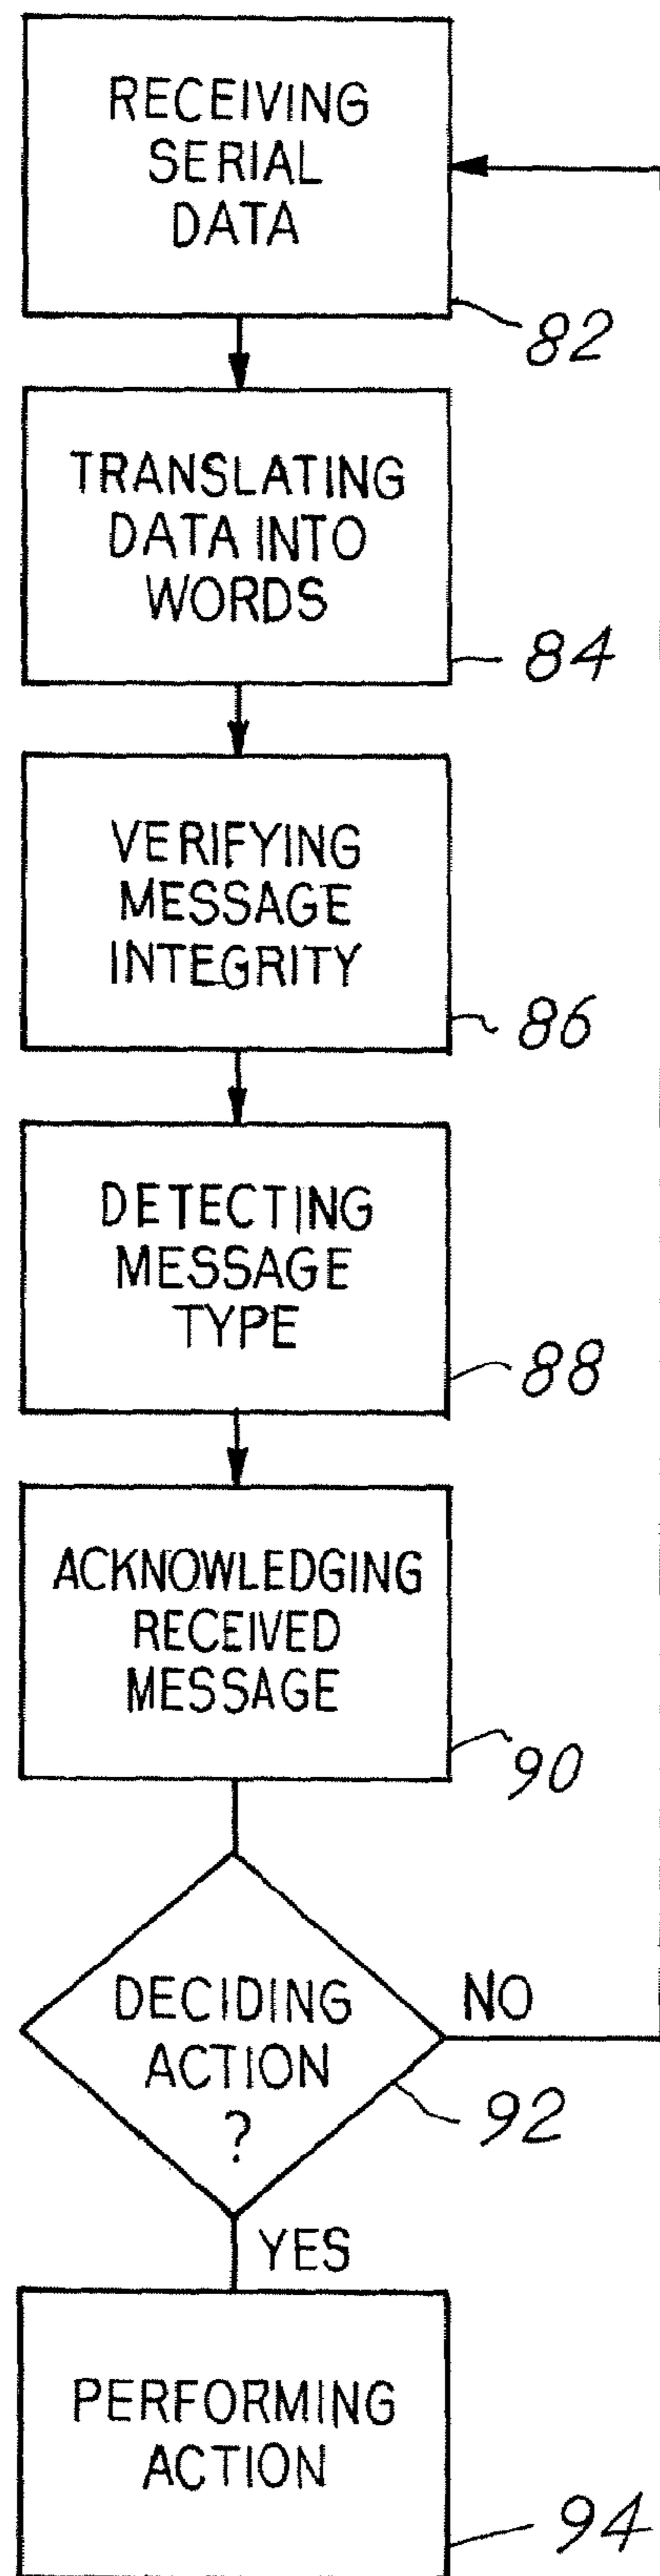 RECEIVING
SERIAL
DATA
82
TRANSLATING
DATA INTO
WORDS
84
VERIFYING
MESSAGE
INTEGRITY
86
DETECTING
MESSAGE
TYPE
88
ACKNOWLEDGING
RECEIVED
MESSAGE
90
DECIDING
ACTION
?
NO
92
YES
PERFORMING
ACTION
94